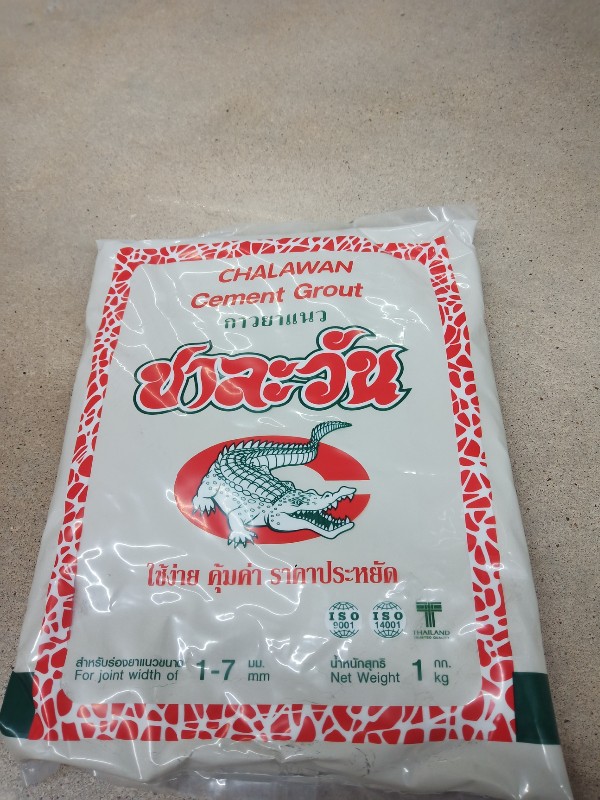 CHALAWAN
Cement Grout
กาวยาแนว
ชาละวัน
ใช้ง่าย คุ้มค่า ราคาประหยัด
ISO
9001
ISO
14001
THAILAND
สำหรับร่องยาแนวขนาด 1-7 มม.
For joint width of mm
น้ำหนักสุทธิ 1 กก.
Net Weight kg